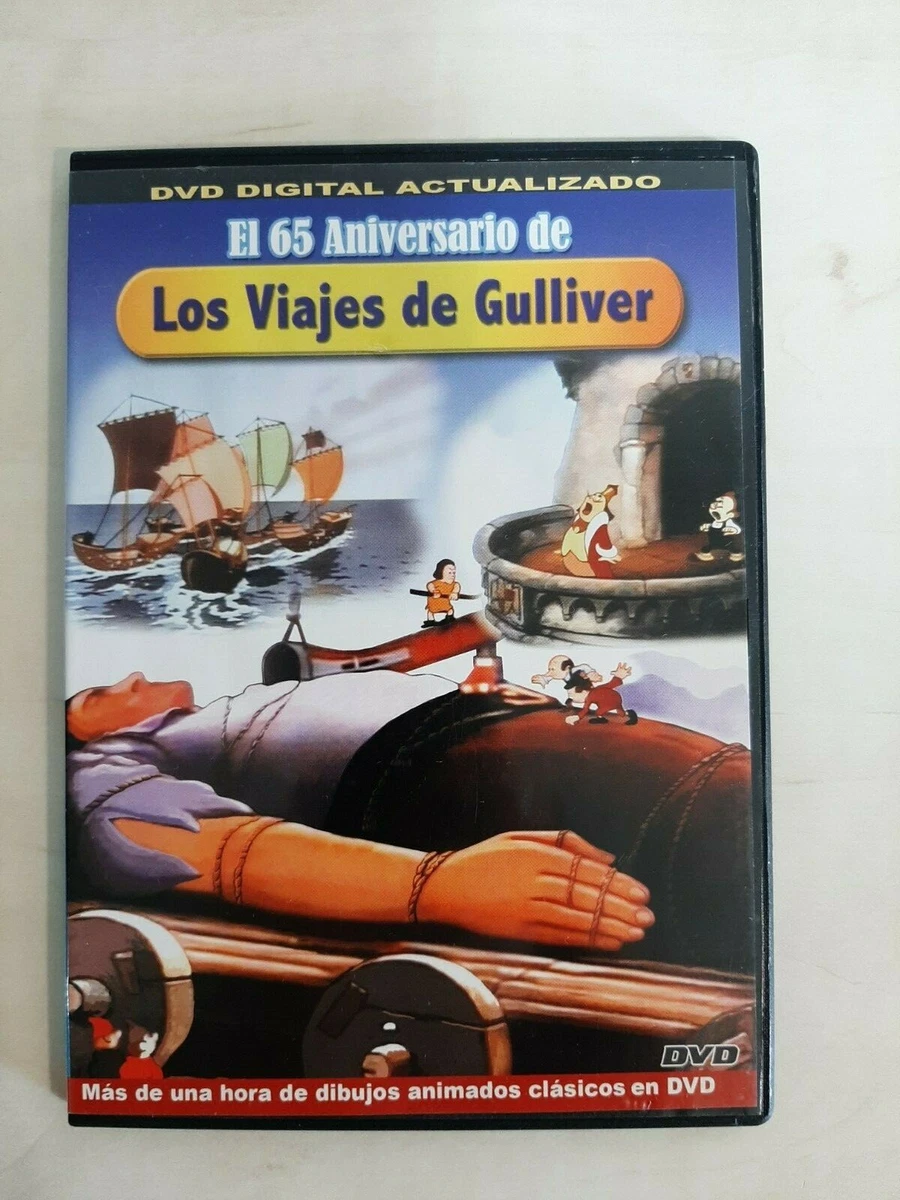 DVD DIGITAL ACTUALIZADO
El 65 Aniversario de
Los Viajes de Gulliver
DVD
Más de una hora de dibujos animados clásicos en DVD